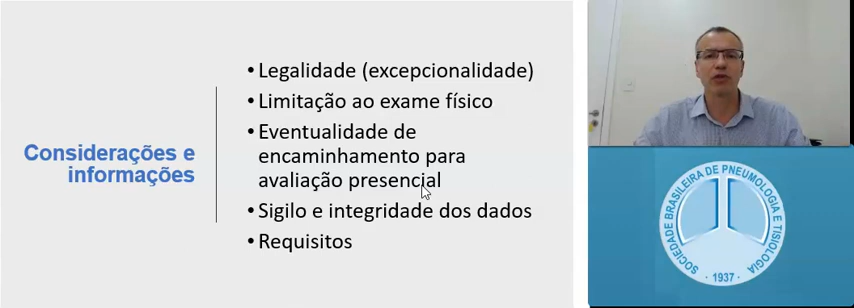 Considerações e
informações
• Legalidade (excepcionalidade)
• Limitação ao exame físico
• Eventualidade de
encaminhamento para
avaliação presencial
• Sigilo e integridade dos dados
• Requisitos
SOCIEDADE BRASILEIRA DE PNEUMOLOGIA E TISIOLOGIA
· 1937 ·